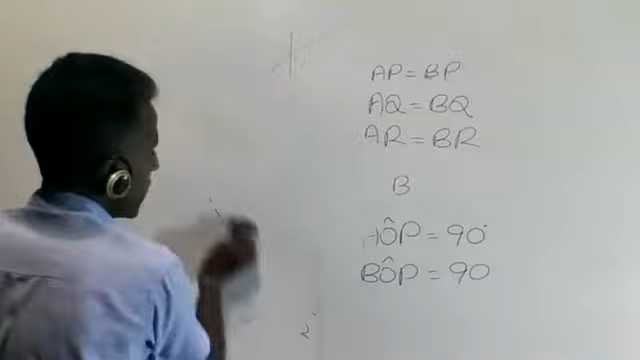 AP = BP
AQ = BQ
AR = BR
B
AÔP = 90°
BÔP = 90